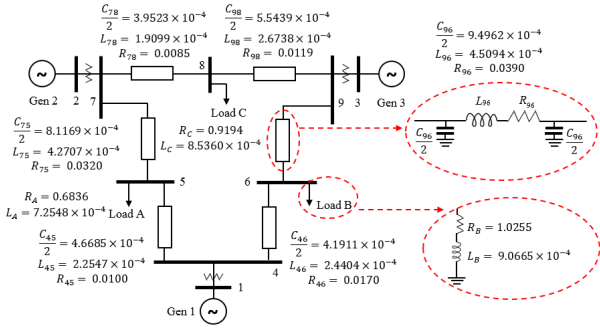 C₇₈/2 = 3.9523×10⁻⁴
L₇₈ = 1.9099×10⁻⁴
R₇₈ = 0.0085
C₉₈/2 = 5.5439×10⁻⁴
L₉₈ = 2.6738×10⁻⁴
R₉₈ = 0.0119
C₉₆/2 = 9.4962×10⁻⁴
L₉₆ = 4.5094×10⁻⁴
R₉₆ = 0.0390
~
Gen 2
2
7
8
Load C
9
3
~
Gen 3
C₇₅/2 = 8.1169×10⁻⁴
L₇₅ = 4.2707×10⁻⁴
R₇₅ = 0.0320
R_C = 0.9194
L_C = 8.5360×10⁻⁴
L₉₆
R₉₆
C₉₆/2
C₉₆/2
5
Load A
6
Load B
R_A = 0.6836
L_A = 7.2548×10⁻⁴
R_B = 1.0255
L_B = 9.0665×10⁻⁴
C₄₅/2 = 4.6685×10⁻⁴
L₄₅ = 2.2547×10⁻⁴
R₄₅ = 0.0100
C₄₆/2 = 4.1911×10⁻⁴
L₄₆ = 2.4404×10⁻⁴
R₄₆ = 0.0170
4
1
Gen 1
~